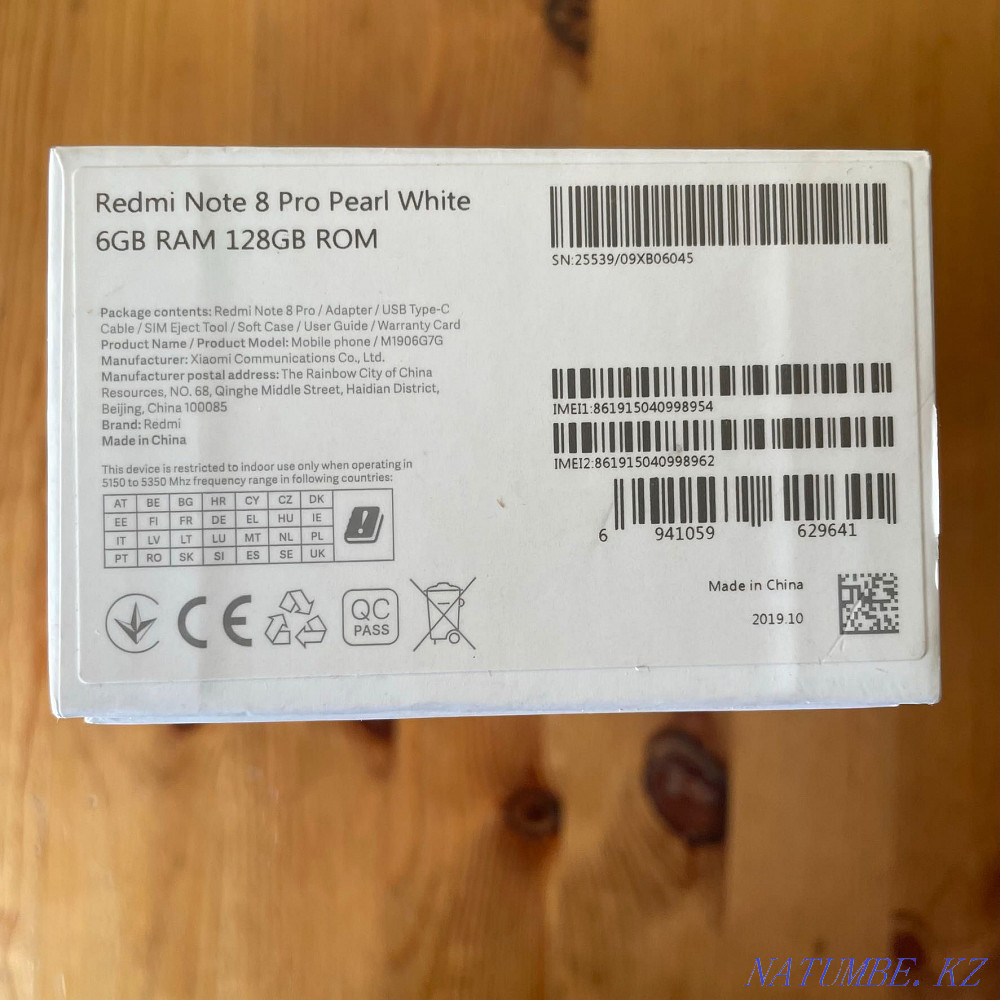 Redmi Note 8 Pro Pearl White
6GB RAM 128GB ROM
SN:25539/09XB06045
Package contents: Redmi Note 8 Pro / Adapter / USB Type-C
Cable / SIM Eject Tool / Soft Case / User Guide / Warranty Card
Product Name / Product Model: Mobile phone / M1906G7G
Manufacturer: Xiaomi Communications Co., Ltd.
Manufacturer postal address: The Rainbow City of China
Resources, NO. 68, Qinghe Middle Street, Haidian District,
Beijing, China 100085
Brand: Redmi
Made in China
IMEI1:861915040998954
IMEI2:861915040998962
6 941059 629641
This device is restricted to indoor use only when operating in
5150 to 5350 Mhz frequency range in following countries:
AT BE BG HR CY CZ DK
EE FI FR DE EL HU IE
IT LV LT LU MT NL PL
PT RO SK SI ES SE UK
CE
QC
PASS
Made in China
2019.10
NATUMBE. KZ